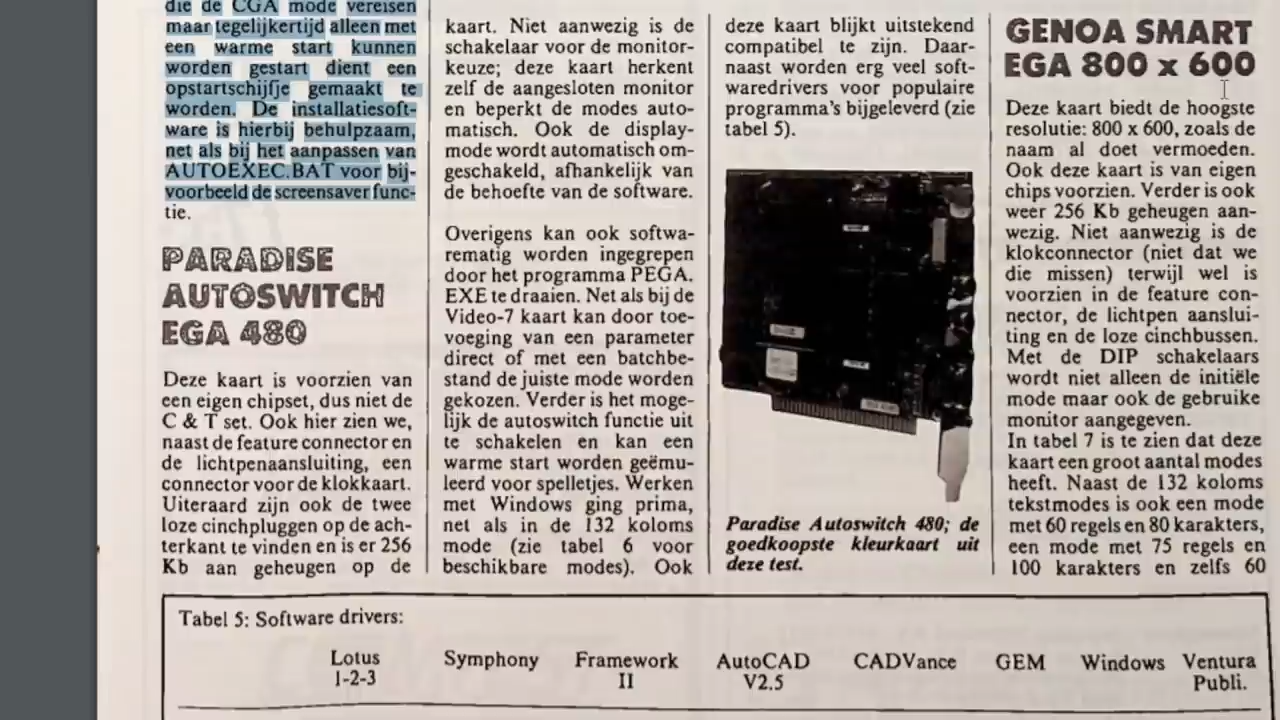 die de CGA mode vereisen
maar tegelijkertijd alleen met
een warme start kunnen
worden gestart dient een
opstartschijfje gemaakt te
worden. De installatiesoft-
ware is hierbij behulpzaam,
net als bij het aanpassen van
AUTOEXEC.BAT voor bij-
voorbeeld de screensaver func-
tie.
PARADISE
AUTOSWITCH
EGA 480
Deze kaart is voorzien van
een eigen chipset, dus niet de
C & T set. Ook hier zien we,
naast de feature connector en
de lichtpenaansluiting, een
connector voor de klokkaart.
Uiteraard zijn ook de twee
loze cinchpluggen op de ach-
terkant te vinden en is er 256
Kb aan geheugen op de
kaart. Niet aanwezig is de
schakelaar voor de monitor-
keuze; deze kaart herkent
zelf de aangesloten monitor
en beperkt de modes auto-
matisch. Ook de display-
mode wordt automatisch om-
geschakeld, afhankelijk van
de behoefte van de software.
Overigens kan ook softwa-
rematig worden ingegrepen
door het programma PEGA.
EXE te draaien. Net als bij de
Video-7 kaart kan door toe-
voeging van een parameter
direct of met een batchbe-
stand de juiste mode worden
gekozen. Verder is het moge-
lijk de autoswitch functie uit
te schakelen en kan een
warme start worden geëmu-
leerd voor spelletjes. Werken
met Windows ging prima,
net als in de 132 koloms
mode (zie tabel 6 voor
beschikbare modes). Ook
deze kaart blijkt uitstekend
compatibel te zijn. Daar-
naast worden erg veel soft-
waredrivers voor populaire
programma's bijgeleverd (zie
tabel 5).
Paradise Autoswitch 480; de
goedkoopste kleurkaart uit
deze test.
GENOA SMART
EGA 800 x 600
Deze kaart biedt de hoogste
resolutie: 800 x 600, zoals de
naam al doet vermoeden.
Ook deze kaart is van eigen
chips voorzien. Verder is ook
weer 256 Kb geheugen aan-
wezig. Niet aanwezig is de
klokconnector (niet dat we
die missen) terwijl wel is
voorzien in de feature con-
nector, de lichtpen aanslui-
ting en de loze cinchbussen.
Met de DIP schakelaars
wordt niet alleen de initiële
mode maar ook de gebruike
monitor aangegeven.
In tabel 7 is te zien dat deze
kaart een groot aantal modes
heeft. Naast de 132 koloms
tekstmodes is ook een mode
met 60 regels en 80 karakters,
een mode met 75 regels en
100 karakters en zelfs 60
Tabel 5: Software drivers:
Lotus Symphony Framework AutoCAD CADVance GEM Windows Ventura
1-2-3 II V2.5 Publi.